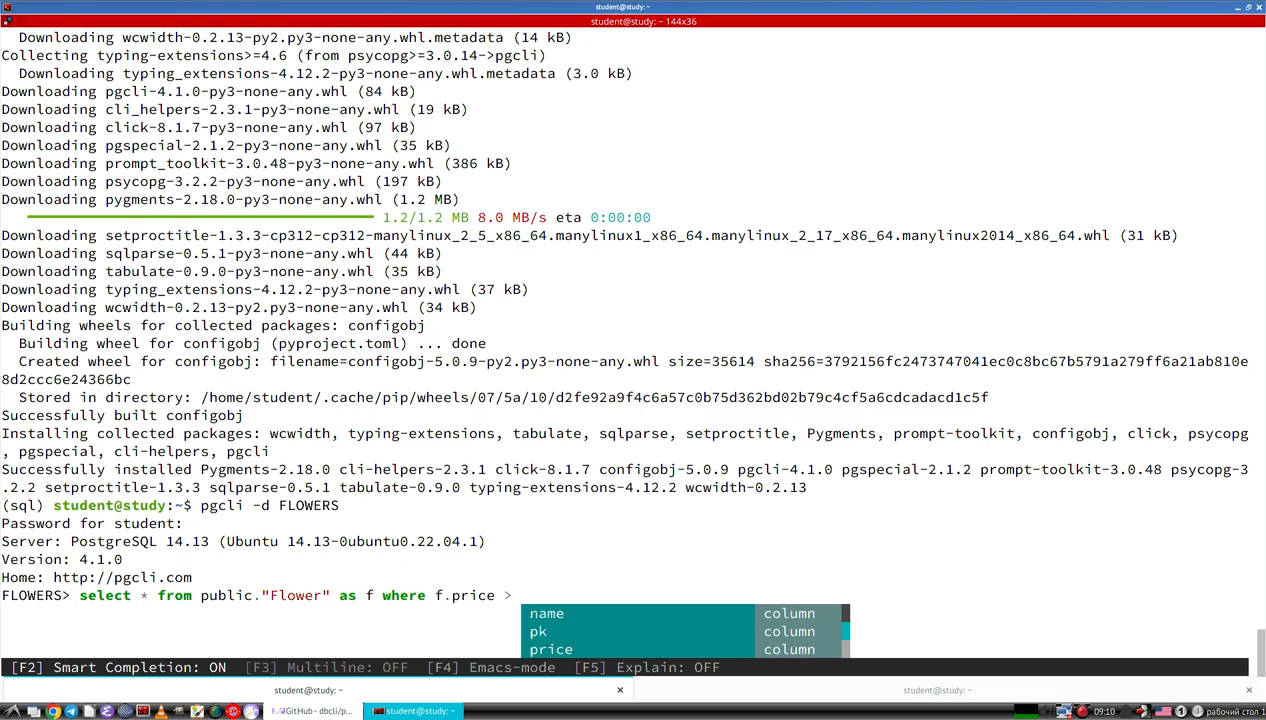 student@study: ~
student@study: ~ 144x36
Downloading wcwidth-0.2.13-py2.py3-none-any.whl.metadata (14 kB)
Collecting typing-extensions>=4.6 (from psycopg>=3.0.14->pgcli)
Downloading typing_extensions-4.12.2-py3-none-any.whl.metadata (3.0 kB)
Downloading pgcli-4.1.0-py3-none-any.whl (84 kB)
Downloading cli_helpers-2.3.1-py3-none-any.whl (19 kB)
Downloading click-8.1.7-py3-none-any.whl (97 kB)
Downloading pgspecial-2.1.2-py3-none-any.whl (35 kB)
Downloading prompt_toolkit-3.0.48-py3-none-any.whl (386 kB)
Downloading psycopg-3.2.2-py3-none-any.whl (197 kB)
Downloading pygments-2.18.0-py3-none-any.whl (1.2 MB)
1.2/1.2 MB 8.0 MB/s eta 0:00:00
Downloading setproctitle-1.3.3-cp312-cp312-manylinux_2_5_x86_64.manylinux1_x86_64.manylinux_2_17_x86_64.manylinux2014_x86_64.whl (31 kB)
Downloading sqlparse-0.5.1-py3-none-any.whl (44 kB)
Downloading tabulate-0.9.0-py3-none-any.whl (35 kB)
Downloading typing_extensions-4.12.2-py3-none-any.whl (37 kB)
Downloading wcwidth-0.2.13-py2.py3-none-any.whl (34 kB)
Building wheels for collected packages: configobj
Building wheel for configobj (pyproject.toml) ... done
Created wheel for configobj: filename=configobj-5.0.9-py2.py3-none-any.whl size=35614 sha256=3792156fc2473747041ec0c8bc67b5791a279ff6a21ab810e
8d2ccc6e24366bc
Stored in directory: /home/student/.cache/pip/wheels/07/5a/10/d2fe92a9f4c6a57c0b75d362bd02b79c4cf5a6cdcadacd1c5f
Successfully built configobj
Installing collected packages: wcwidth, typing-extensions, tabulate, sqlparse, setproctitle, Pygments, prompt-toolkit, configobj, click, psycopg
, pgspecial, cli-helpers, pgcli
Successfully installed Pygments-2.18.0 cli-helpers-2.3.1 click-8.1.7 configobj-5.0.9 pgcli-4.1.0 pgspecial-2.1.2 prompt-toolkit-3.0.48 psycopg-3
.2.2 setproctitle-1.3.3 sqlparse-0.5.1 tabulate-0.9.0 typing-extensions-4.12.2 wcwidth-0.2.13
(sql) student@study:~$ pgcli -d FLOWERS
Password for student:
Server: PostgreSQL 14.13 (Ubuntu 14.13-0ubuntu0.22.04.1)
Version: 4.1.0
Home: http://pgcli.com
FLOWERS> select * from public."Flower" as f where f.price >
name column
pk column
price column
[F2] Smart Completion: ON [F3] Multiline: OFF [F4] Emacs-mode [F5] Explain: OFF
student@study: ~ student@study: ~
GitHub - dbcli/p... student@study: ~ 09:10 рабочий стол 1